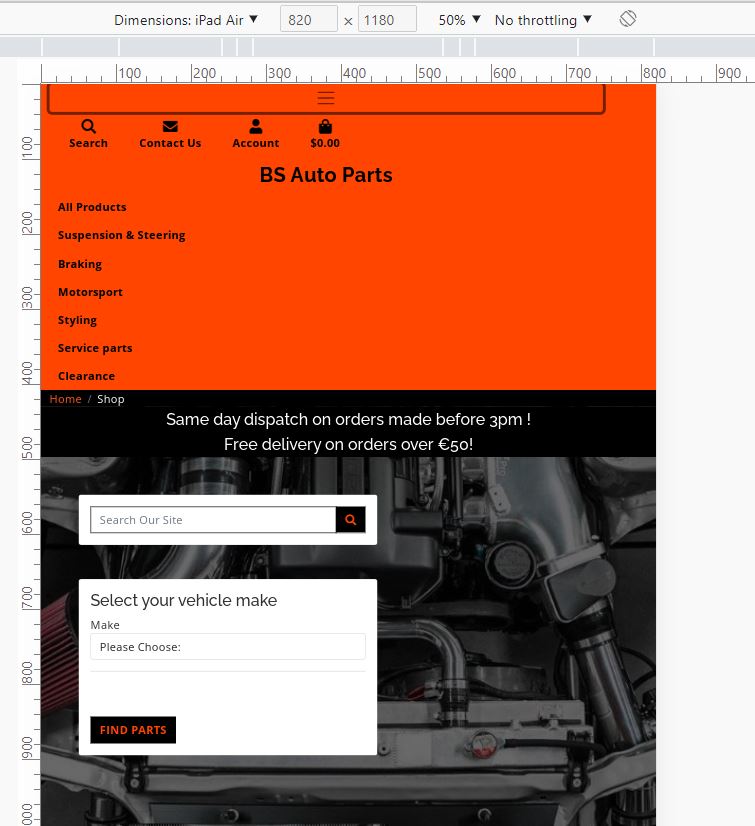 Dimensions: iPad Air ▼ 820 × 1180 50% ▼ No throttling ▼
100 200 300 400 500 600 700 800 900
Search Contact Us Account $0.00
BS Auto Parts
All Products
Suspension & Steering
Braking
Motorsport
Styling
Service parts
Clearance
Home / Shop
Same day dispatch on orders made before 3pm !
Free delivery on orders over €50!
Search Our Site
Select your vehicle make
Make
Please Choose:
FIND PARTS
100
200
300
400
500
600
700
800
900
000